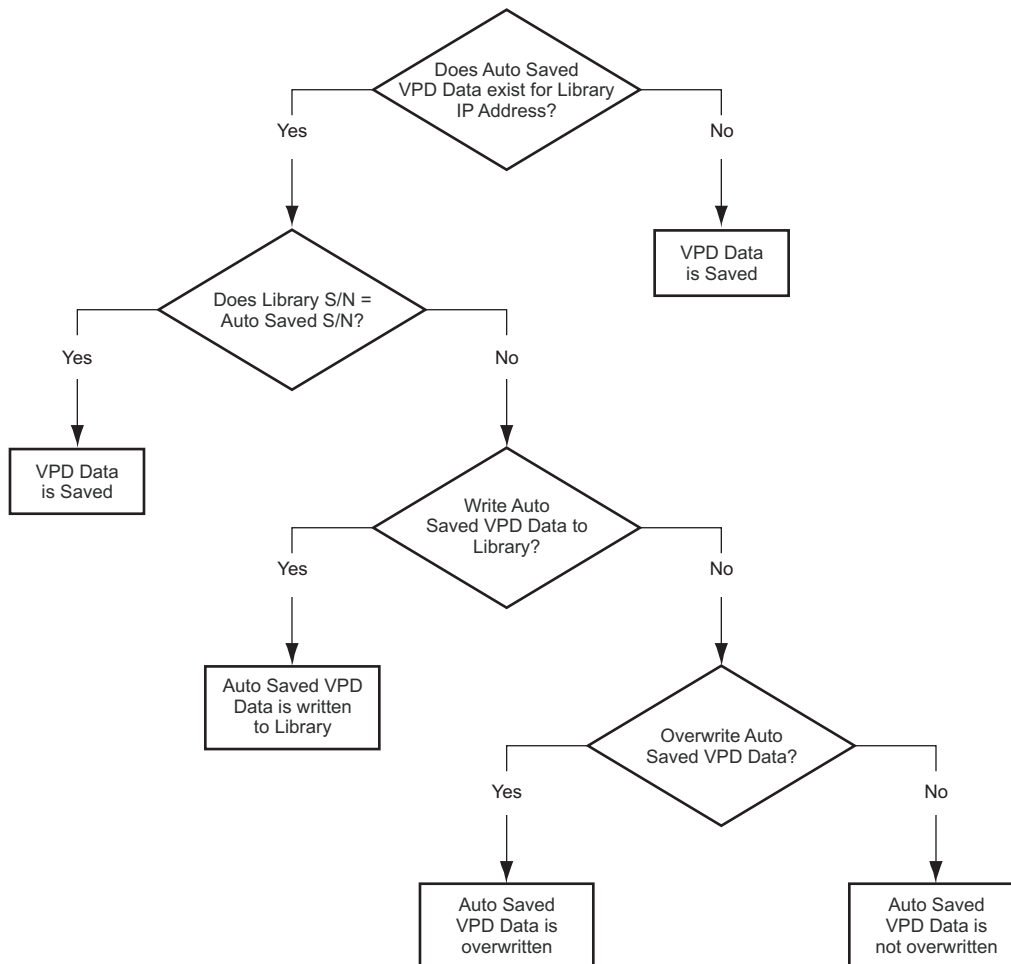 Does Auto Saved
VPD Data exist for Library
IP Address?
Yes
No
VPD Data
is Saved
Does Library S/N =
Auto Saved S/N?
Yes
No
VPD Data
is Saved
Write Auto
Saved VPD Data to
Library?
Yes
No
Auto Saved VPD
Data is written
to Library
Overwrite Auto
Saved VPD Data?
Yes
No
Auto Saved
VPD Data is
overwritten
Auto Saved
VPD Data is
not overwritten